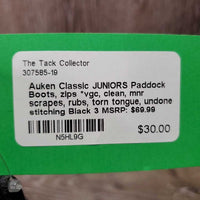 The Tack Collector
307585-19
Auken Classic JUNIORS Paddock
Boots, zips *vgc, clean, mnr
scrapes, rubs, torn tongue, undone
stitching Black 3 MSRP: $69.99
$30.00
N5HL9G